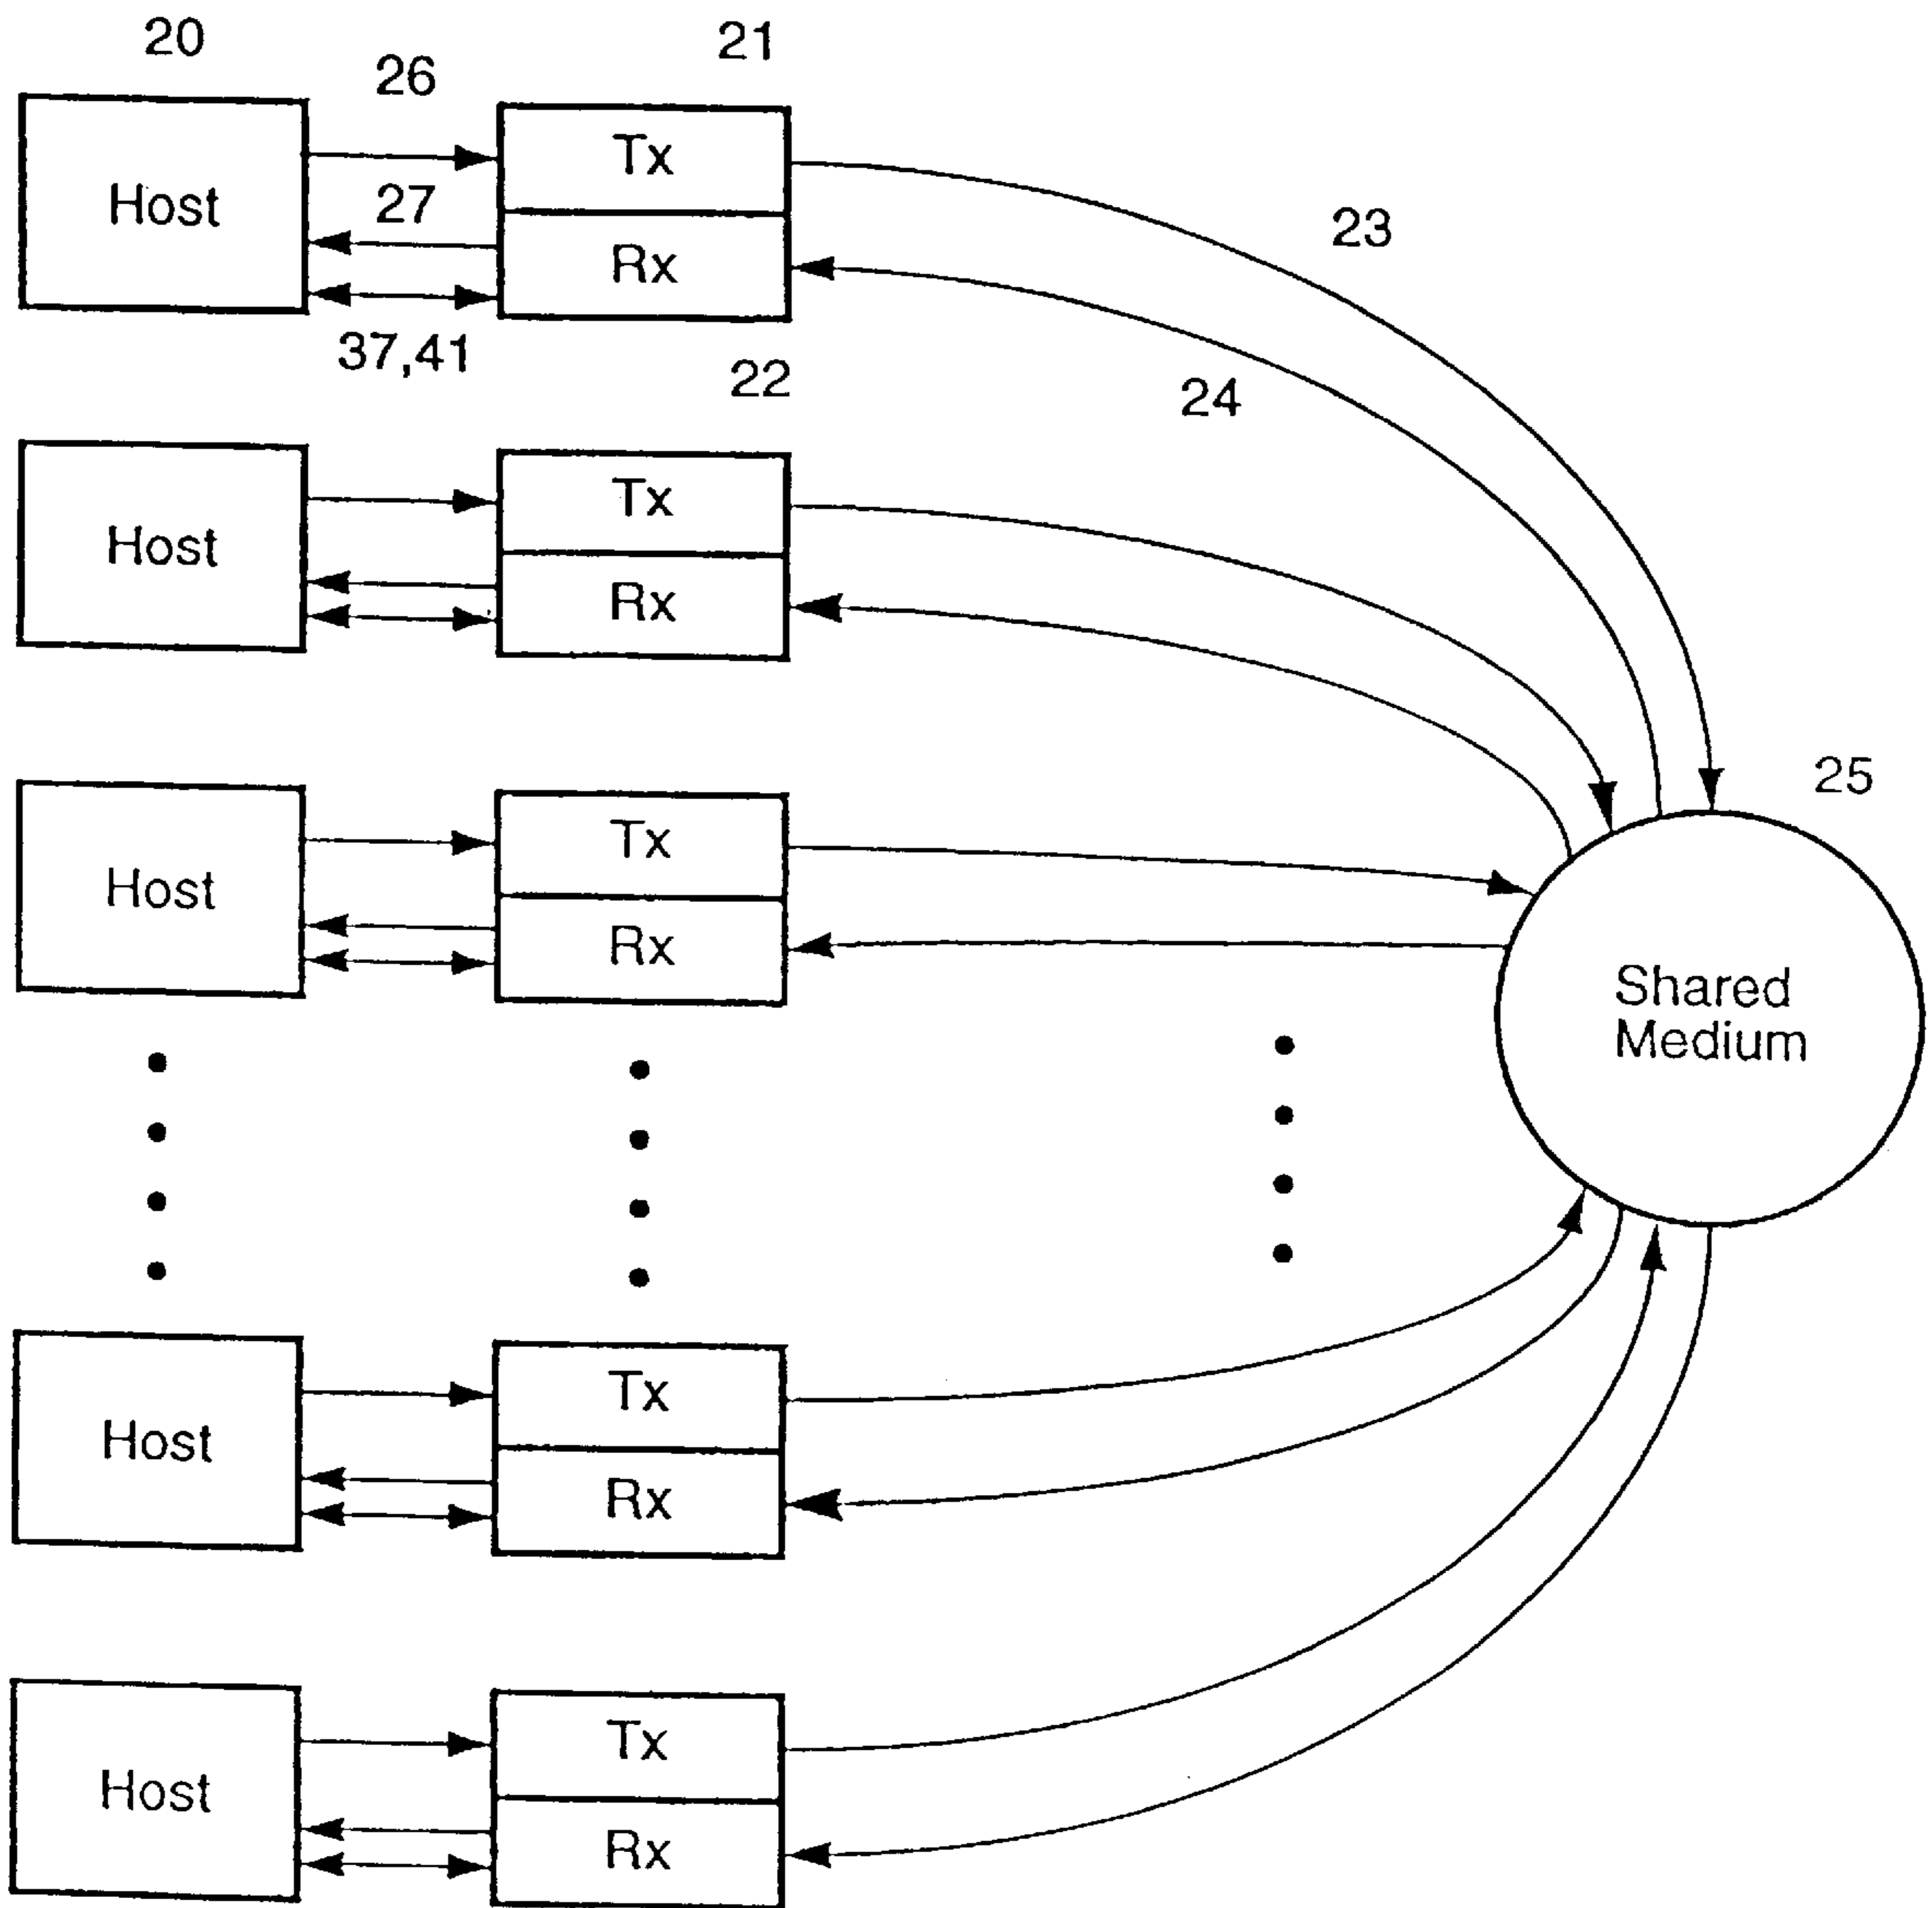 20
26
21
Host
Tx
27
Rx
23
37,41
22
24
Host
Tx
Rx
25
Host
Tx
Rx
Shared
Medium
Host
Tx
Rx
Host
Tx
Rx